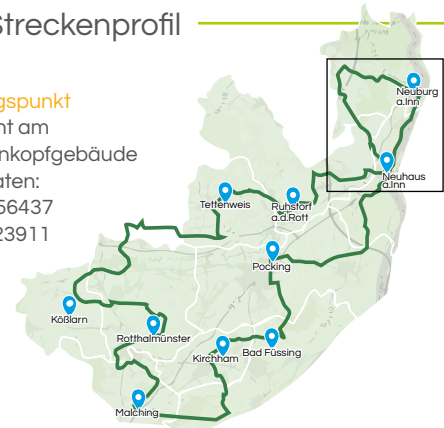 Streckenprofil
gspunkt
nt am
nkopfgebäude
aten:
56437
23911
Neuburg
a.Inn
Neuhaus
a.Inn
Tettenweis
Ruhstorf
a.d.Rott
Pocking
Kößlarn
Rotthalmünster
Kirchham
Bad Füssing
Malching